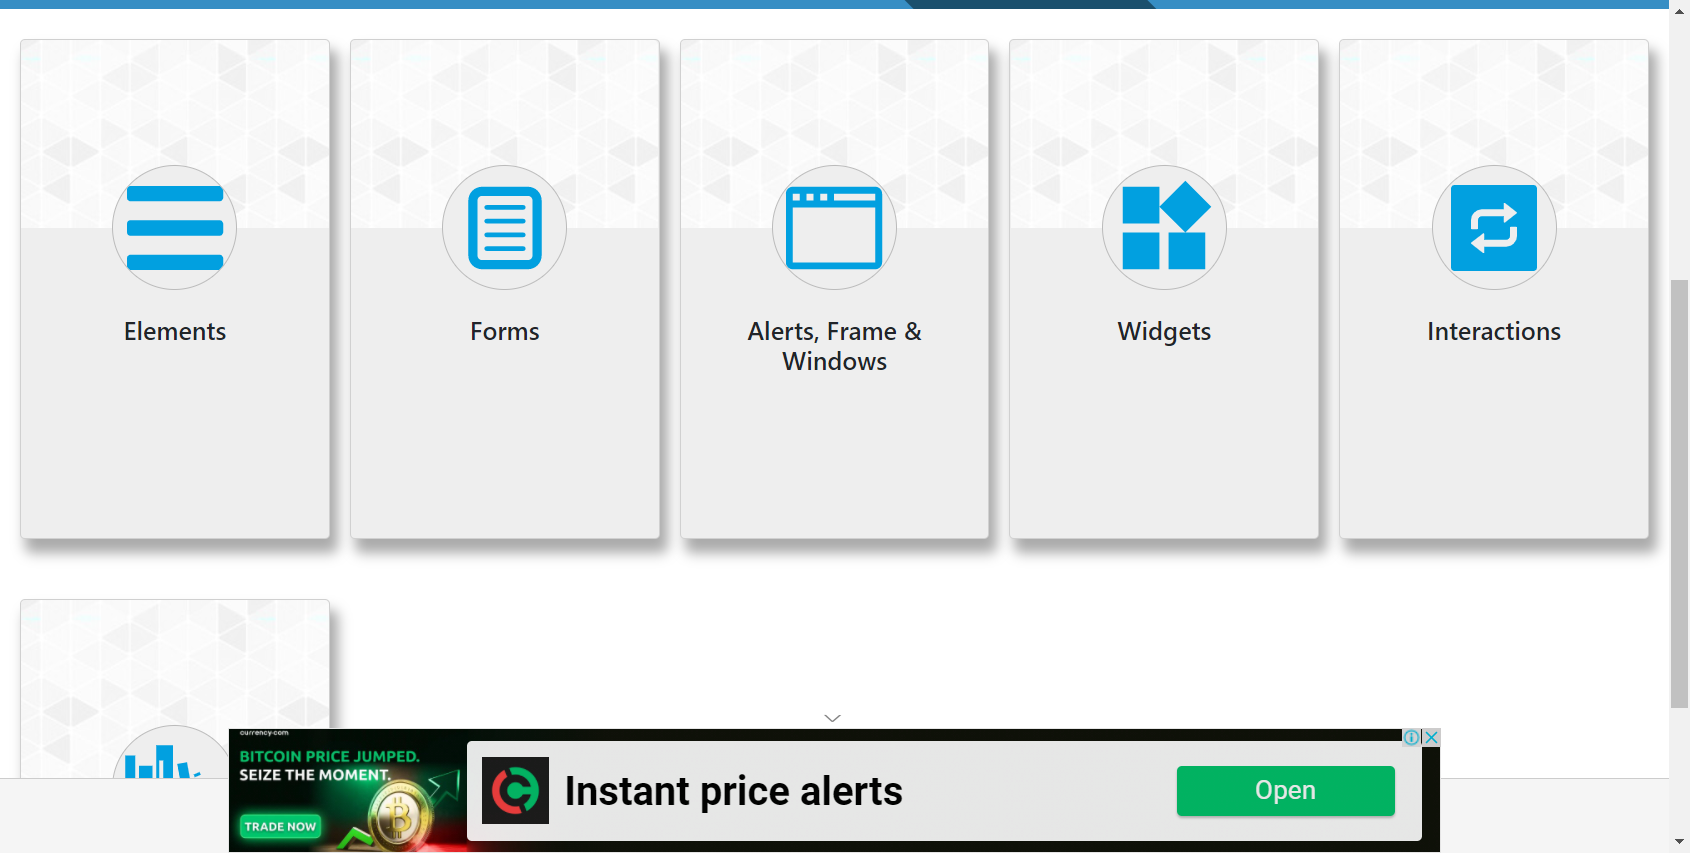 Elements
Forms
Alerts, Frame &
Windows
Widgets
Interactions
currency.com
BITCOIN PRICE JUMPED.
SEIZE THE MOMENT.
TRADE NOW
Instant price alerts
Open